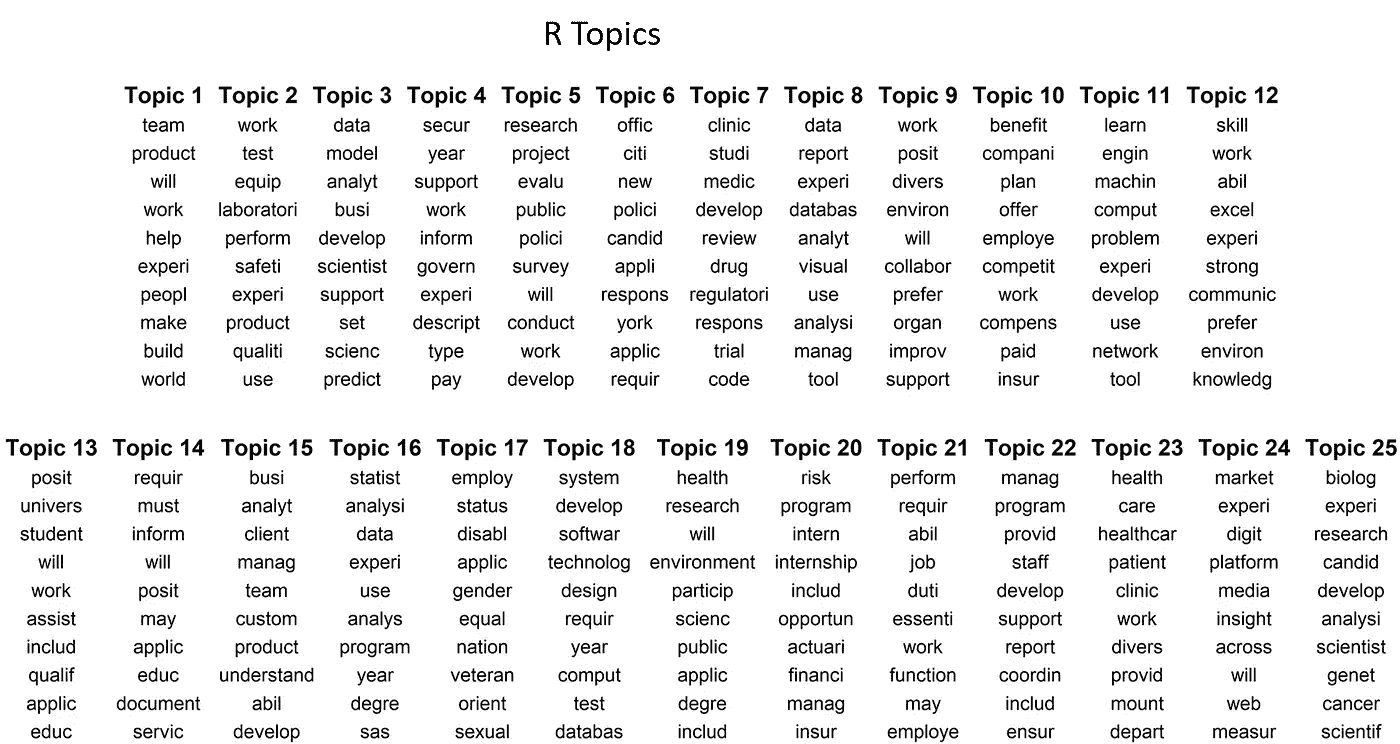 R Topics
Topic 1 Topic 2 Topic 3 Topic 4 Topic 5 Topic 6 Topic 7 Topic 8 Topic 9 Topic 10 Topic 11 Topic 12
team work data secur research offic clinic data work benefit learn skill
product test model year project citi studi report posit compani engin work
will equip analyt support evalu new medic experi divers plan machin abil
work laboratori busi work public polici develop databas environ offer comput excel
help perform develop inform polici candid review analyt will employe problem experi
experi safeti scientist govern survey appli drug visual collabor competit experi strong
peopl experi support experi will respons regulatori use prefer work develop communic
make product set descript conduct york respons analysi organ compens use prefer
build qualiti scienc type work applic trial manag improv paid network environ
world use predict pay develop requir code tool support insur tool knowledg
Topic 13 Topic 14 Topic 15 Topic 16 Topic 17 Topic 18 Topic 19 Topic 20 Topic 21 Topic 22 Topic 23 Topic 24 Topic 25
posit requir busi statist employ system health risk perform manag health market biolog
univers must analyt analysi status develop research program requir program care experi experi
student inform client data disabl softwar will intern abil provid healthcar digit research
will will manag experi applic technolog environment internship job staff patient platform candid
work posit team use gender design particip includ duti develop clinic media develop
assist may custom analys equal requir scienc opportun essenti support work insight analysi
includ applic product program nation year public actuari work report divers across scientist
qualif educ understand year veteran comput applic financi function coordin provid will genet
applic document abil degre orient test degre manag may includ mount web cancer
educ servic develop sas sexual databas includ insur employe ensur depart measur scientif